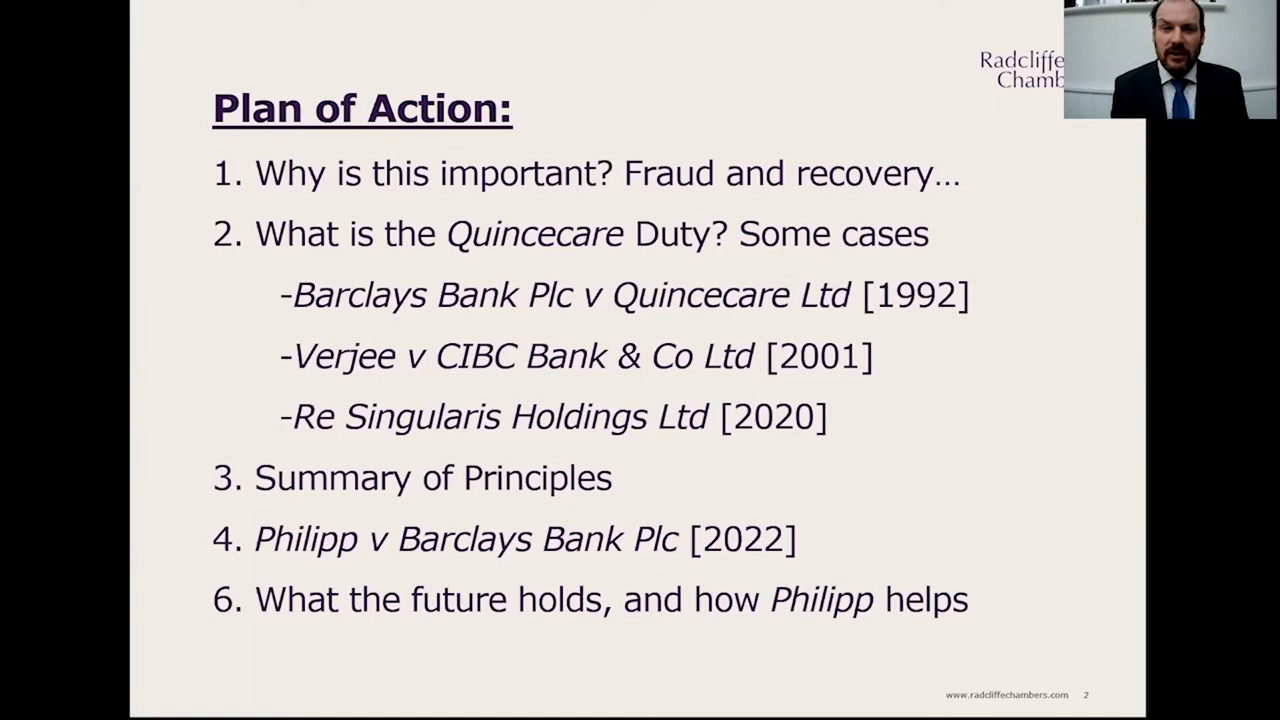 Radcliffe
Chamb
Plan of Action:
1. Why is this important? Fraud and recovery…
2. What is the Quincecare Duty? Some cases
-Barclays Bank Plc v Quincecare Ltd [1992]
-Verjee v CIBC Bank & Co Ltd [2001]
-Re Singularis Holdings Ltd [2020]
3. Summary of Principles
4. Philipp v Barclays Bank Plc [2022]
6. What the future holds, and how Philipp helps
www.radcliffechambers.com 2